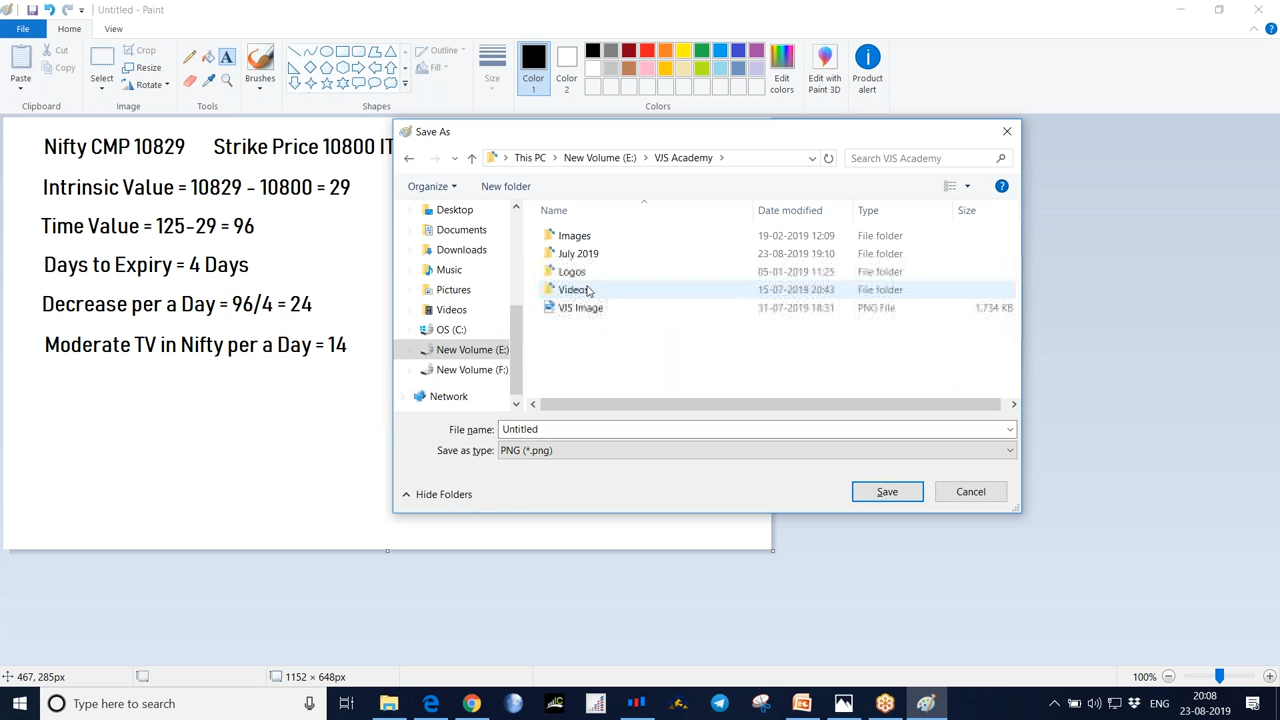 Untitled - Paint
File
Home
View
Paste
Cut
Copy
Clipboard
Select
Crop
Resize
Rotate
Image
Tools
Brushes
Shapes
Outline
Fill
Size
Color 1
Color 2
Colors
Edit colors
Edit with Paint 3D
Product alert
Nifty CMP 10829 Strike Price 10800 IT
Intrinsic Value = 10829 - 10800 = 29
Time Value = 125-29 = 96
Days to Expiry = 4 Days
Decrease per a Day = 96/4 = 24
Moderate TV in Nifty per a Day = 14
Save As
This PC > New Volume (E:) > VJS Academy >
Search VJS Academy
Organize
New folder
Name Date modified Type Size
Desktop
Documents
Downloads
Music
Pictures
Videos
OS (C:)
New Volume (E:)
New Volume (F:)
Network
Images 19-02-2019 12:09 File folder
July 2019 23-08-2019 19:10 File folder
Logos 05-01-2019 11:25 File folder
Videos 15-07-2019 20:43 File folder
VJS Image 31-07-2019 18:31 PNG File 1,734 KB
File name: Untitled
Save as type: PNG (*.png)
Hide Folders
Save
Cancel
467, 285px
1152 × 648px
100%
Type here to search
ENG
20:08
23-08-2019